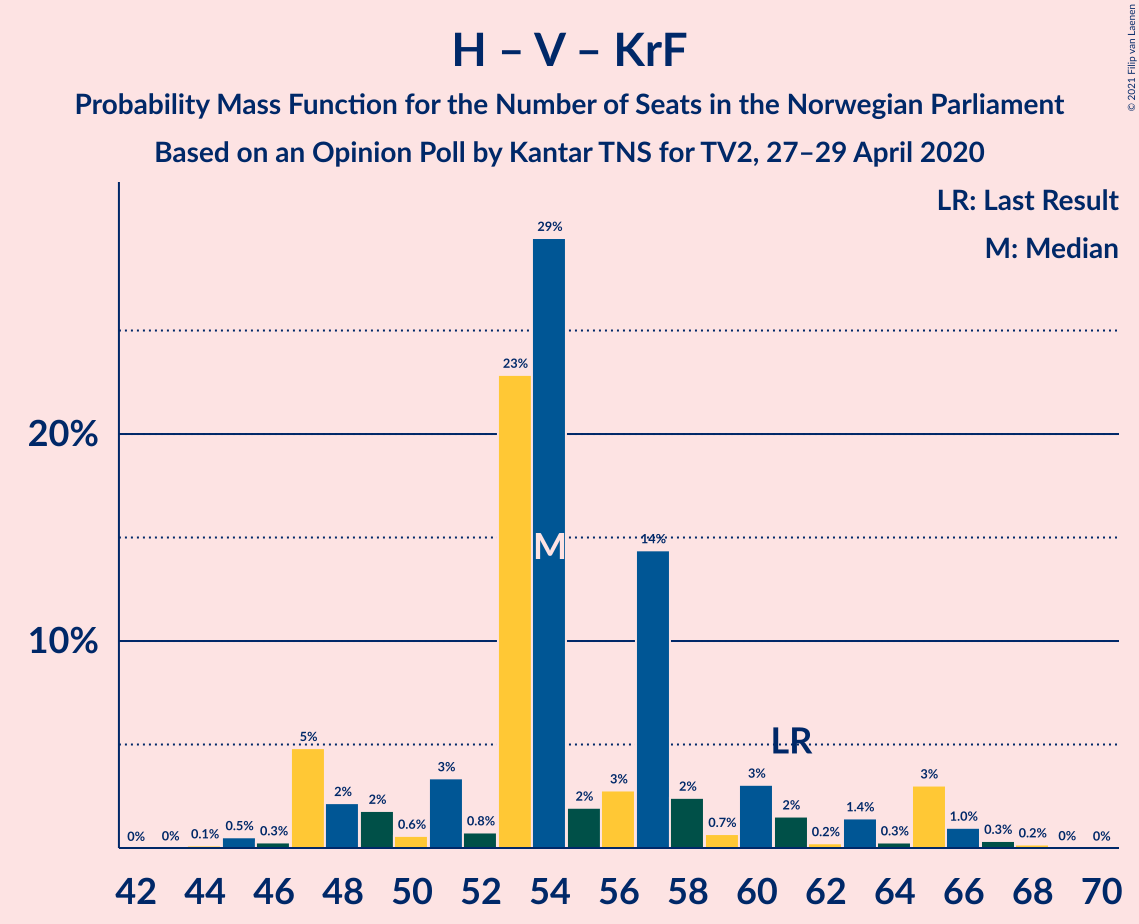 H – V – KrF
Probability Mass Function for the Number of Seats in the Norwegian Parliament
Based on an Opinion Poll by Kantar TNS for TV2, 27–29 April 2020
© 2021 Filip van Laenen
LR: Last Result
M: Median
20%
10%
0% 0% 0.1% 0.5% 0.3% 5% 2% 2% 0.6% 3% 0.8% 23% 29% 2% 3% 14% 2% 0.7% 3% 2% 0.2% 1.4% 0.3% 3% 1.0% 0.3% 0.2% 0% 0%
M
LR
42 44 46 48 50 52 54 56 58 60 62 64 66 68 70